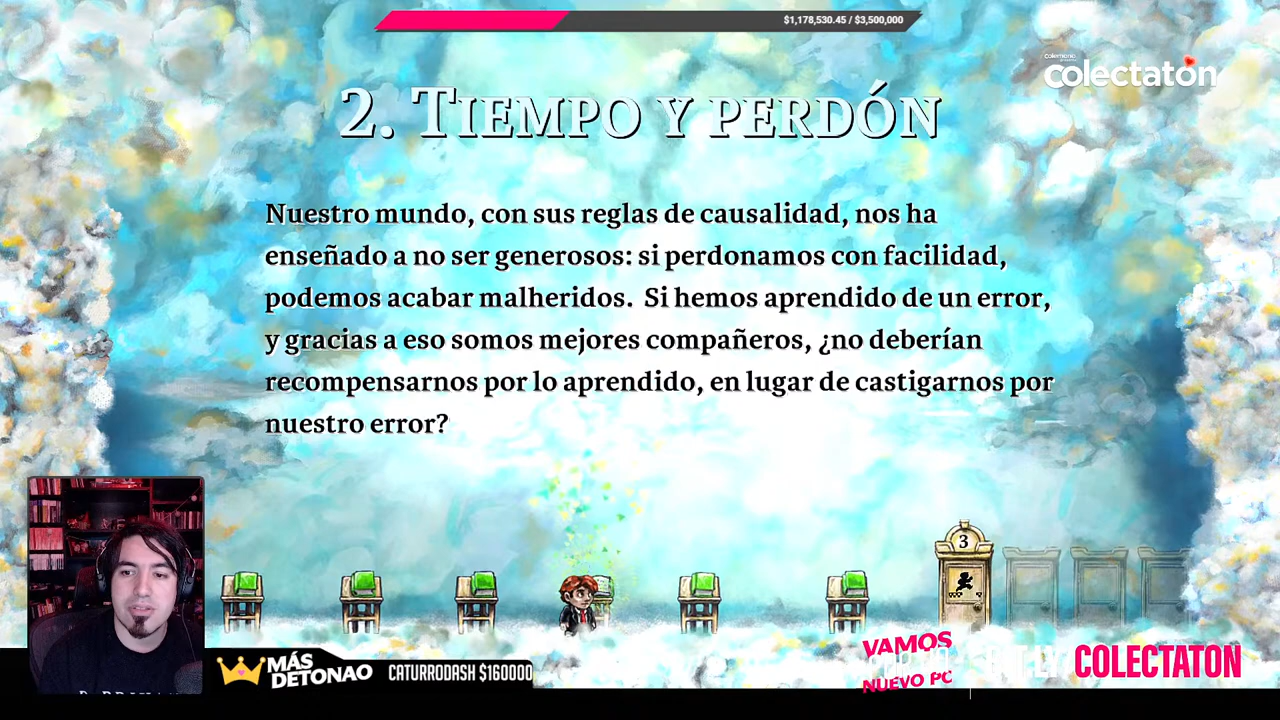 $1,178,530.45 / $3,500,000
colectatón
2. Tiempo y perdón
Nuestro mundo, con sus reglas de causalidad, nos ha
enseñado a no ser generosos: si perdonamos con facilidad,
podemos acabar malheridos. Si hemos aprendido de un error,
y gracias a eso somos mejores compañeros, ¿no deberían
recompensarnos por lo aprendido, en lugar de castigarnos por
nuestro error?
3
MÁS
DETONAO
CATURRODASH $160000
VAMOS
NUEVO PC
COLECTATON